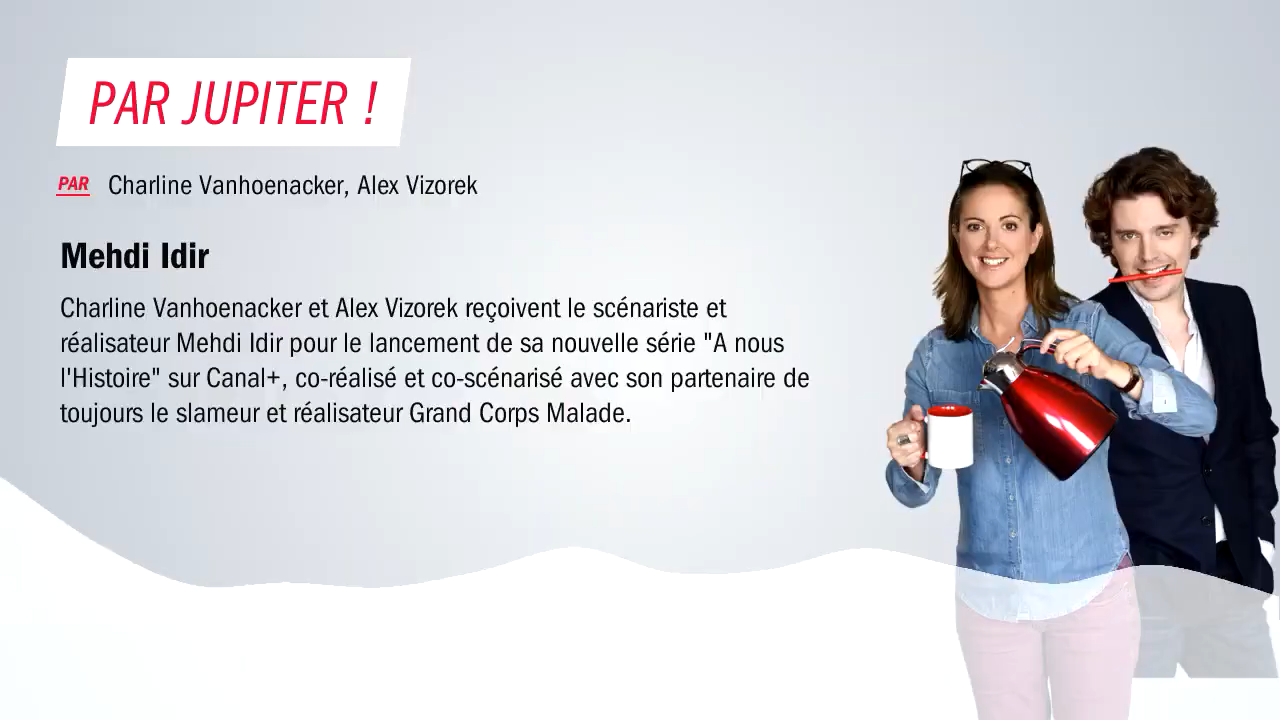 PAR JUPITER !
PAR Charline Vanhoenacker, Alex Vizorek
Mehdi Idir
Charline Vanhoenacker et Alex Vizorek reçoivent le scénariste et
réalisateur Mehdi Idir pour le lancement de sa nouvelle série "A nous
l'Histoire" sur Canal+, co-réalisé et co-scénarisé avec son partenaire de
toujours le slameur et réalisateur Grand Corps Malade.